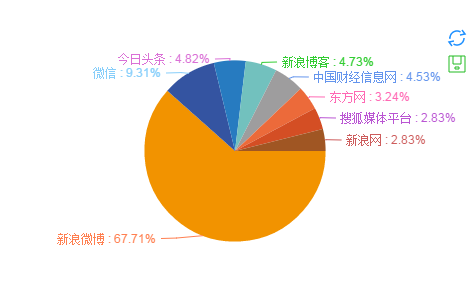 今日头条 : 4.82%
新浪博客 : 4.73%
微信 : 9.31%
中国财经信息网 : 4.53%
东方网 : 3.24%
搜狐媒体平台 : 2.83%
新浪网 : 2.83%
新浪微博 : 67.71%